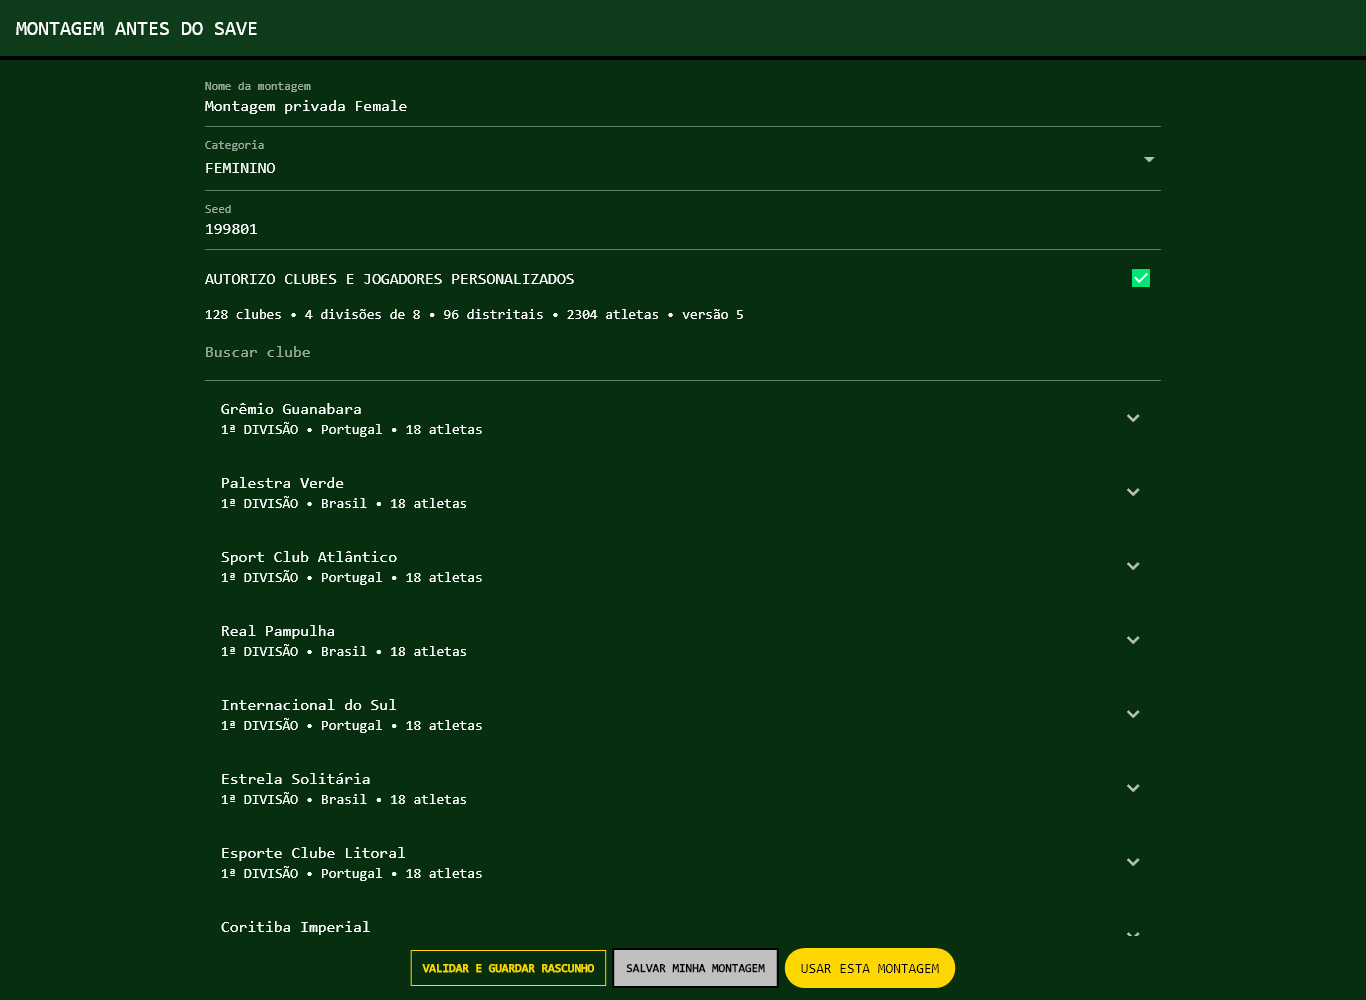 MONTAGEM ANTES DO SAVE
Nome da montagem
Montagem privada Female
Categoria
FEMININO
Seed
199801
AUTORIZO CLUBES E JOGADORES PERSONALIZADOS
128 clubes • 4 divisões de 8 • 96 distritais • 2304 atletas • versão 5
Buscar clube
Grêmio Guanabara
1ª DIVISÃO • Portugal • 18 atletas
Palestra Verde
1ª DIVISÃO • Brasil • 18 atletas
Sport Club Atlântico
1ª DIVISÃO • Portugal • 18 atletas
Real Pampulha
1ª DIVISÃO • Brasil • 18 atletas
Internacional do Sul
1ª DIVISÃO • Portugal • 18 atletas
Estrela Solitária
1ª DIVISÃO • Brasil • 18 atletas
Esporte Clube Litoral
1ª DIVISÃO • Portugal • 18 atletas
Coritiba Imperial
VALIDAR E GUARDAR RASCUNHO
SALVAR MINHA MONTAGEM
USAR ESTA MONTAGEM